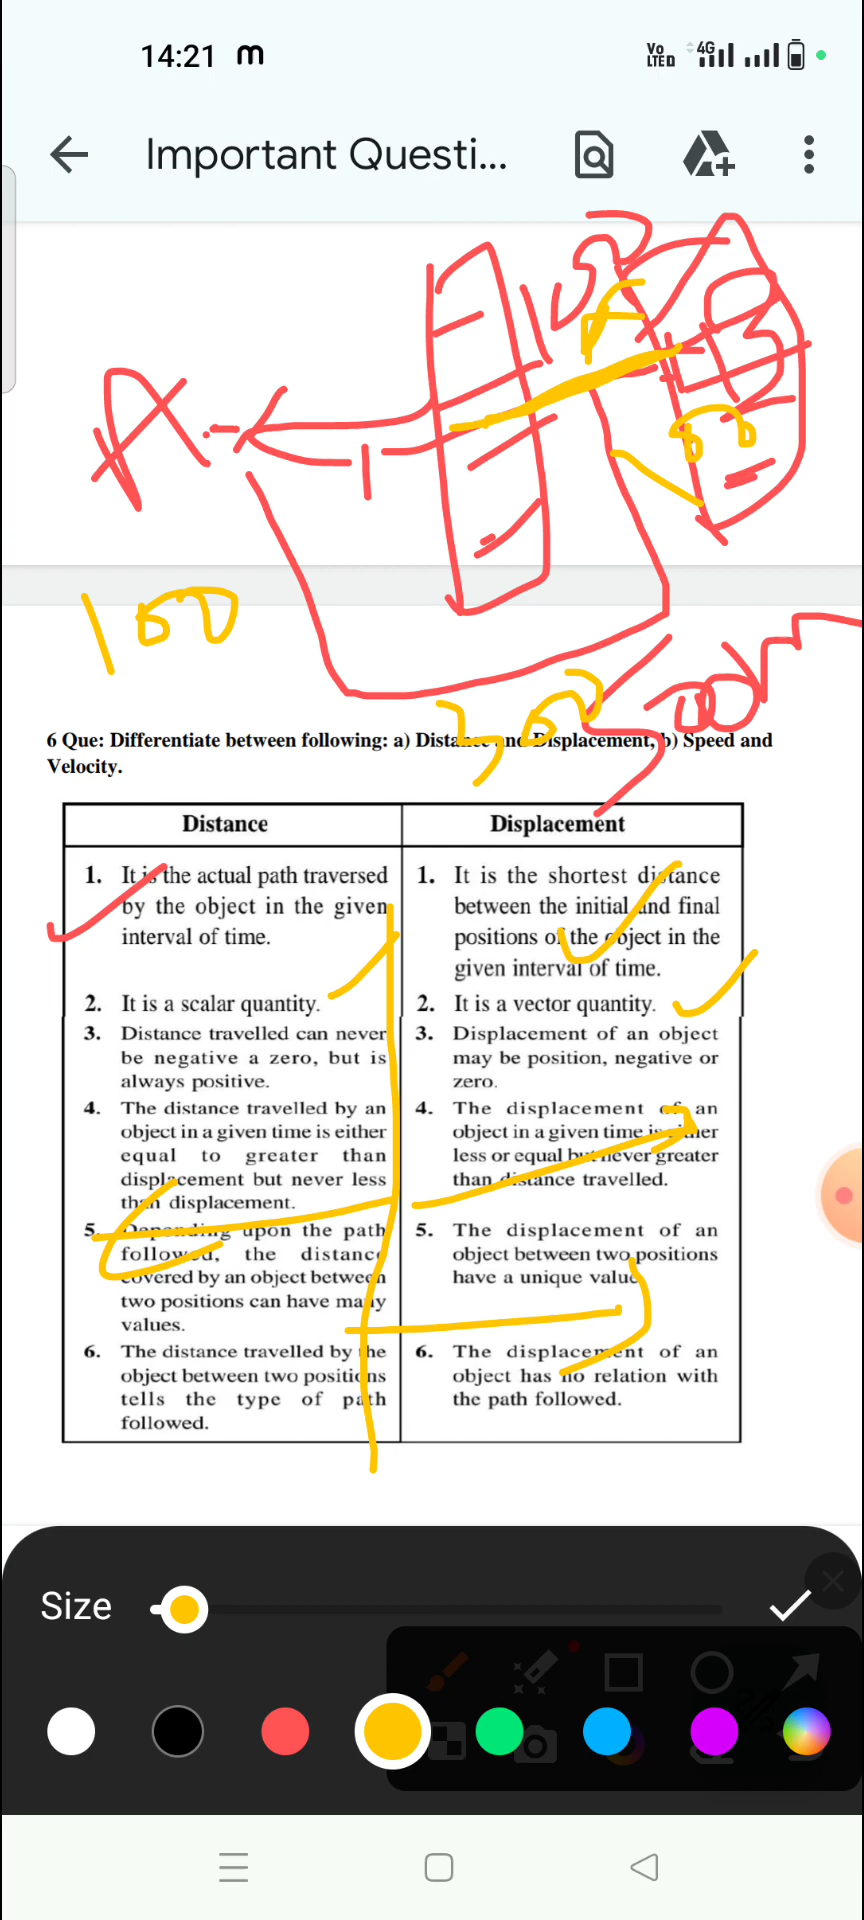 14:21 m
Vo
LTE
4G
Important Questi...
A
100
6 Que: Differentiate between following: a) Distance and Displacement, b) Speed and
Velocity.
Distance
Displacement
1. It is the actual path traversed
by the object in the given
interval of time.
2. It is a scalar quantity.
3. Distance travelled can never
be negative a zero, but is
always positive.
4. The distance travelled by an
object in a given time is either
equal to greater than
displacement but never less
than displacement.
5. Depending upon the path
followed, the distance
covered by an object between
two positions can have many
values.
6. The distance travelled by the
object between two positions
tells the type of path
followed.
1. It is the shortest distance
between the initial and final
positions of the object in the
given interval of time.
2. It is a vector quantity.
3. Displacement of an object
may be position, negative or
zero.
4. The displacement of an
object in a given time is either
less or equal but never greater
than distance travelled.
5. The displacement of an
object between two positions
have a unique value
6. The displacement of an
object has no relation with
the path followed.
Size